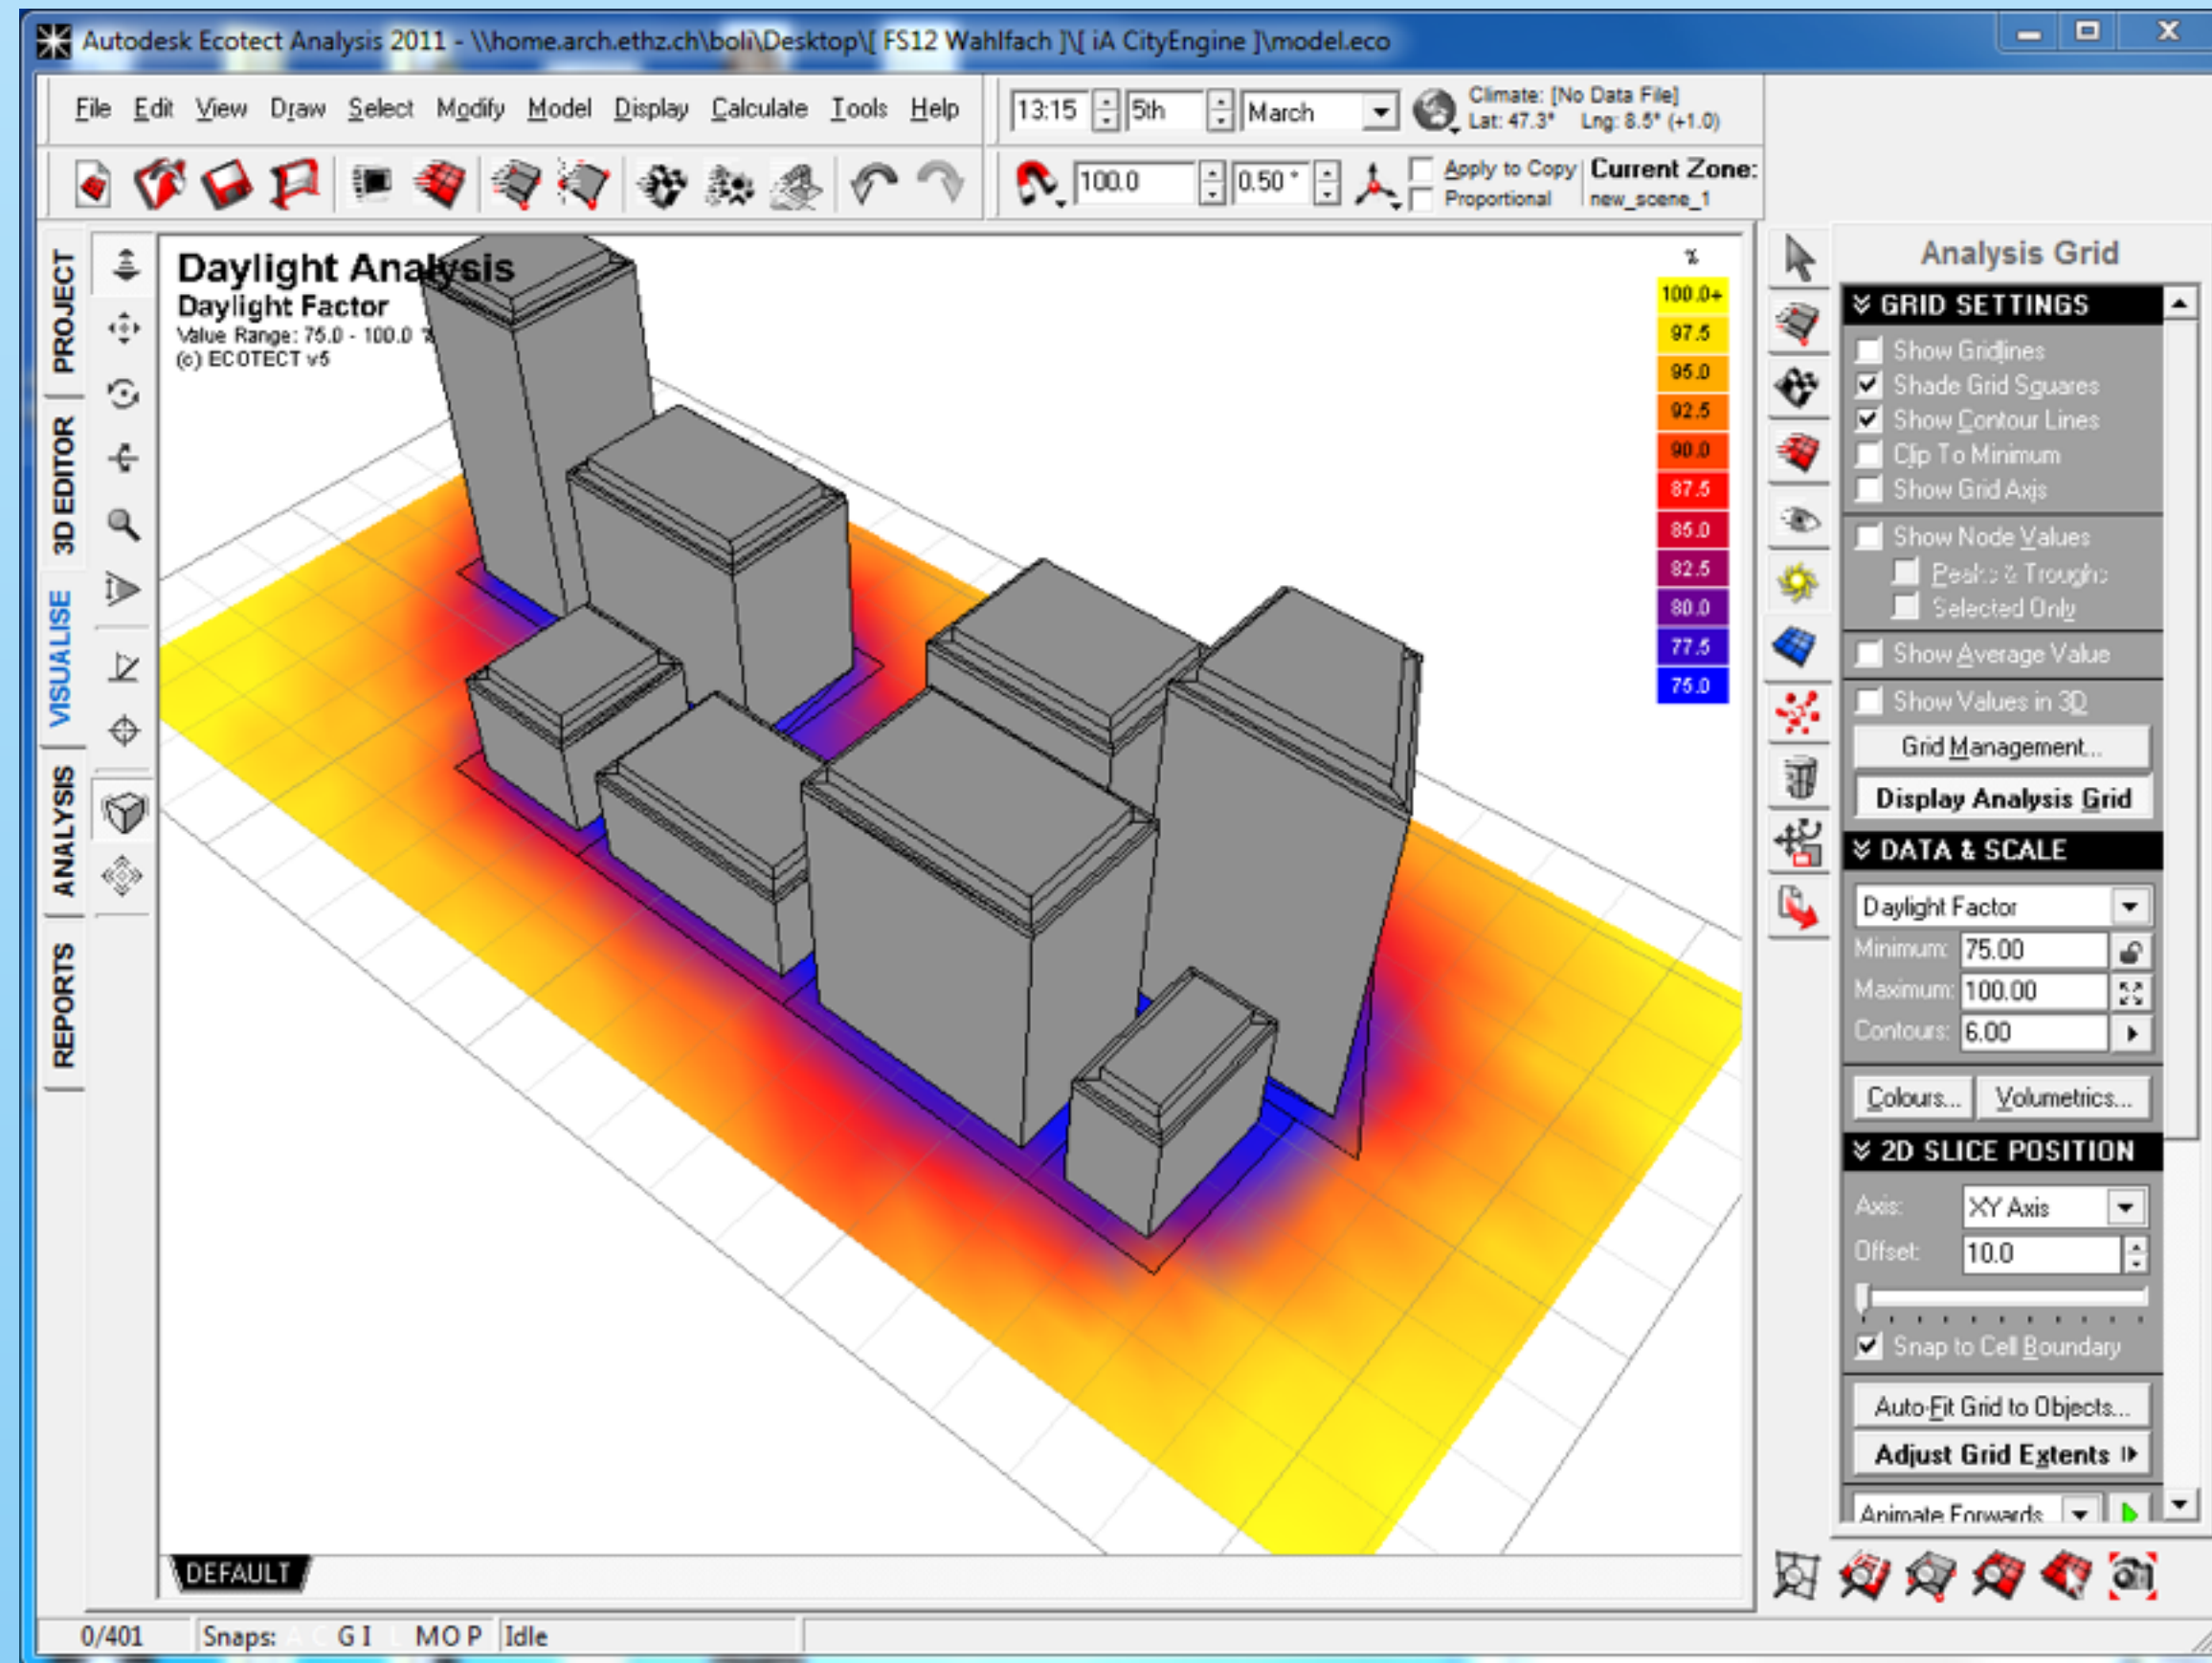 Autodesk Ecotect Analysis 2011 - \\home.arch.ethz.ch\boli\Desktop\[ FS12 Wahlfach ]\[ iA CityEngine ]\model.eco
File Edit View Draw Select Modify Model Display Calculate Tools Help
13:15 5th March
Climate: [No Data File]
Lat: 47.3° Lng: 8.5° (+1.0)
100.0 0.50 °
Apply to Copy
Proportional
Current Zone:
new_scene_1
PROJECT
3D EDITOR
VISUALISE
ANALYSIS
REPORTS
Daylight Analysis
Daylight Factor
Value Range: 75.0 - 100.0 %
(c) ECOTECT v5
%
100.0+
97.5
95.0
92.5
90.0
87.5
85.0
82.5
80.0
77.5
75.0
DEFAULT
Analysis Grid
GRID SETTINGS
Show Gridlines
Shade Grid Squares
Show Contour Lines
Clip To Minimum
Show Grid Axis
Show Node Values
Peaks & Troughs
Selected Only
Show Average Value
Show Values in 3D
Grid Management...
Display Analysis Grid
DATA & SCALE
Daylight Factor
Minimum: 75.00
Maximum: 100.00
Contours: 6.00
Colours... Volumetrics...
2D SLICE POSITION
Axis: XY Axis
Offset: 10.0
Snap to Cell Boundary
Auto-Fit Grid to Objects...
Adjust Grid Extents
Animate Forwards
0/401 Snaps: A C G I L M O P Idle